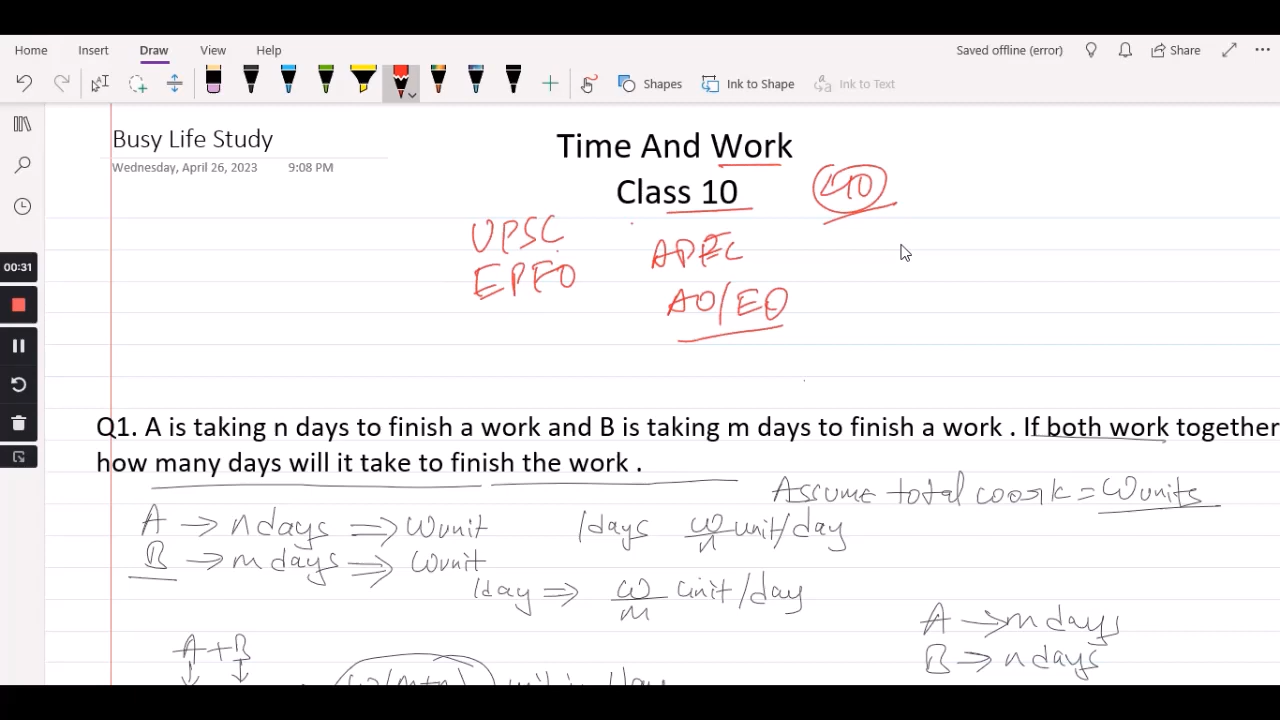 Home Insert Draw View Help Saved offline (error) Share
Shapes Ink to Shape Ink to Text
Busy Life Study
Wednesday, April 26, 2023 9:08 PM
Time And Work
Class 10
UPSC
EPFO
AO/EO
00:31
Q1. A is taking n days to finish a work and B is taking m days to finish a work . If both work together
how many days will it take to finish the work .
Assume total work = W units
A → n days ⇒ W unit 1 days W/n unit/day
B → m days ⇒ W unit
1 day ⇒ W/m unit/day
A → m days
B → n days
A + B
W(m+n)